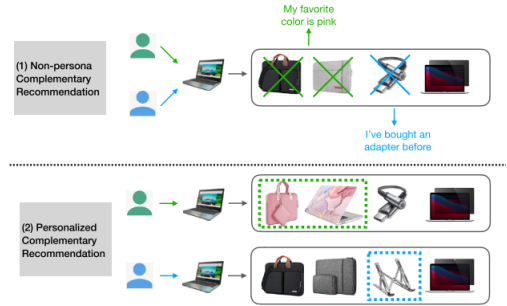 My favorite
color is pink
(1) Non-persona
Complementary
Recommendation
I've bought an
adapter before
(2) Personalized
Complementary
Recommendation